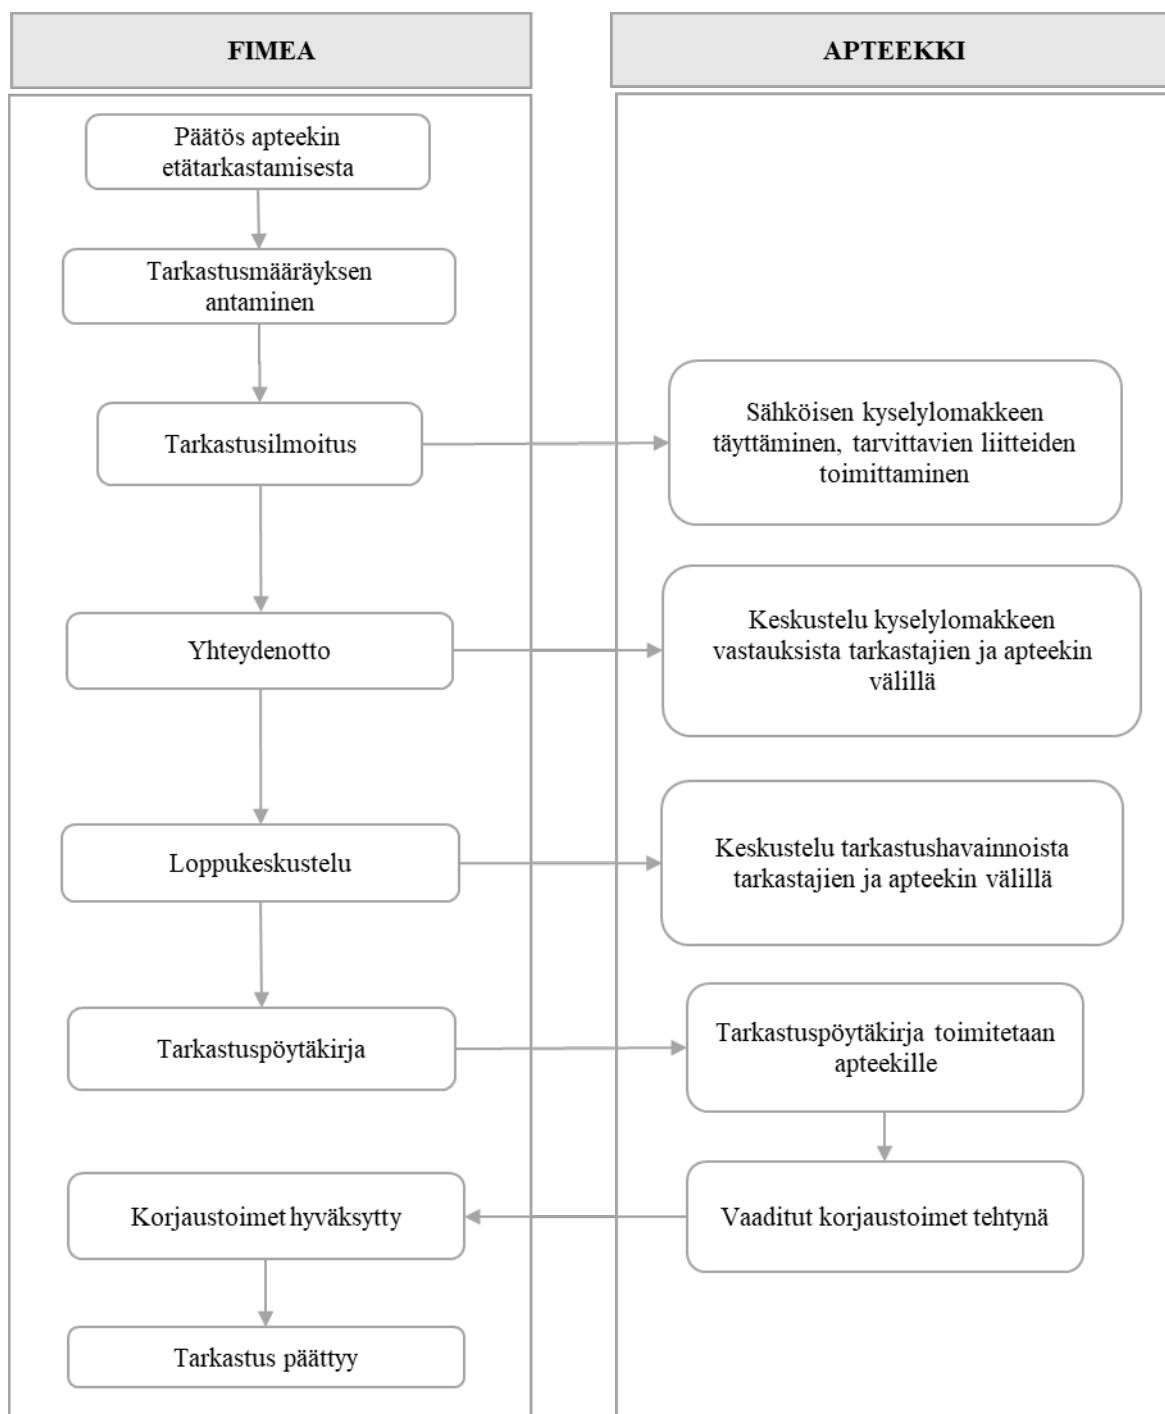 FIMEA
APTEEKKI
Päätös apteekin
etätarkastamisesta
Tarkastusmääräyksen
antaminen
Tarkastusilmoitus
Sähköisen kyselylomakkeen
täyttäminen, tarvittavien liitteiden
toimittaminen
Yhteydenotto
Keskustelu kyselylomakkeen
vastauksista tarkastajien ja apteekin
välillä
Loppukeskustelu
Keskustelu tarkastushavainnoista
tarkastajien ja apteekin välillä
Tarkastuspöytäkirja
Tarkastuspöytäkirja toimitetaan
apteekille
Korjaustoimet hyväksytty
Vaaditut korjaustoimet tehtynä
Tarkastus päättyy